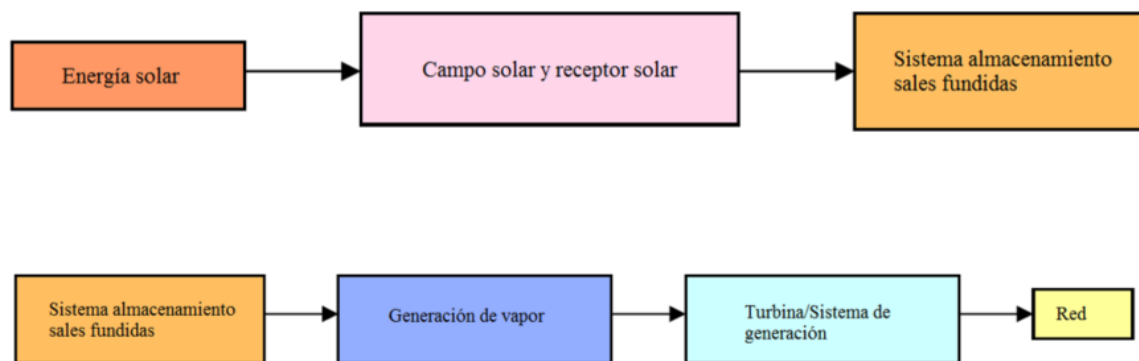 Energía solar
Campo solar y receptor solar
Sistema almacenamiento
sales fundidas
Sistema almacenamiento
sales fundidas
Generación de vapor
Turbina/Sistema de
generación
Red